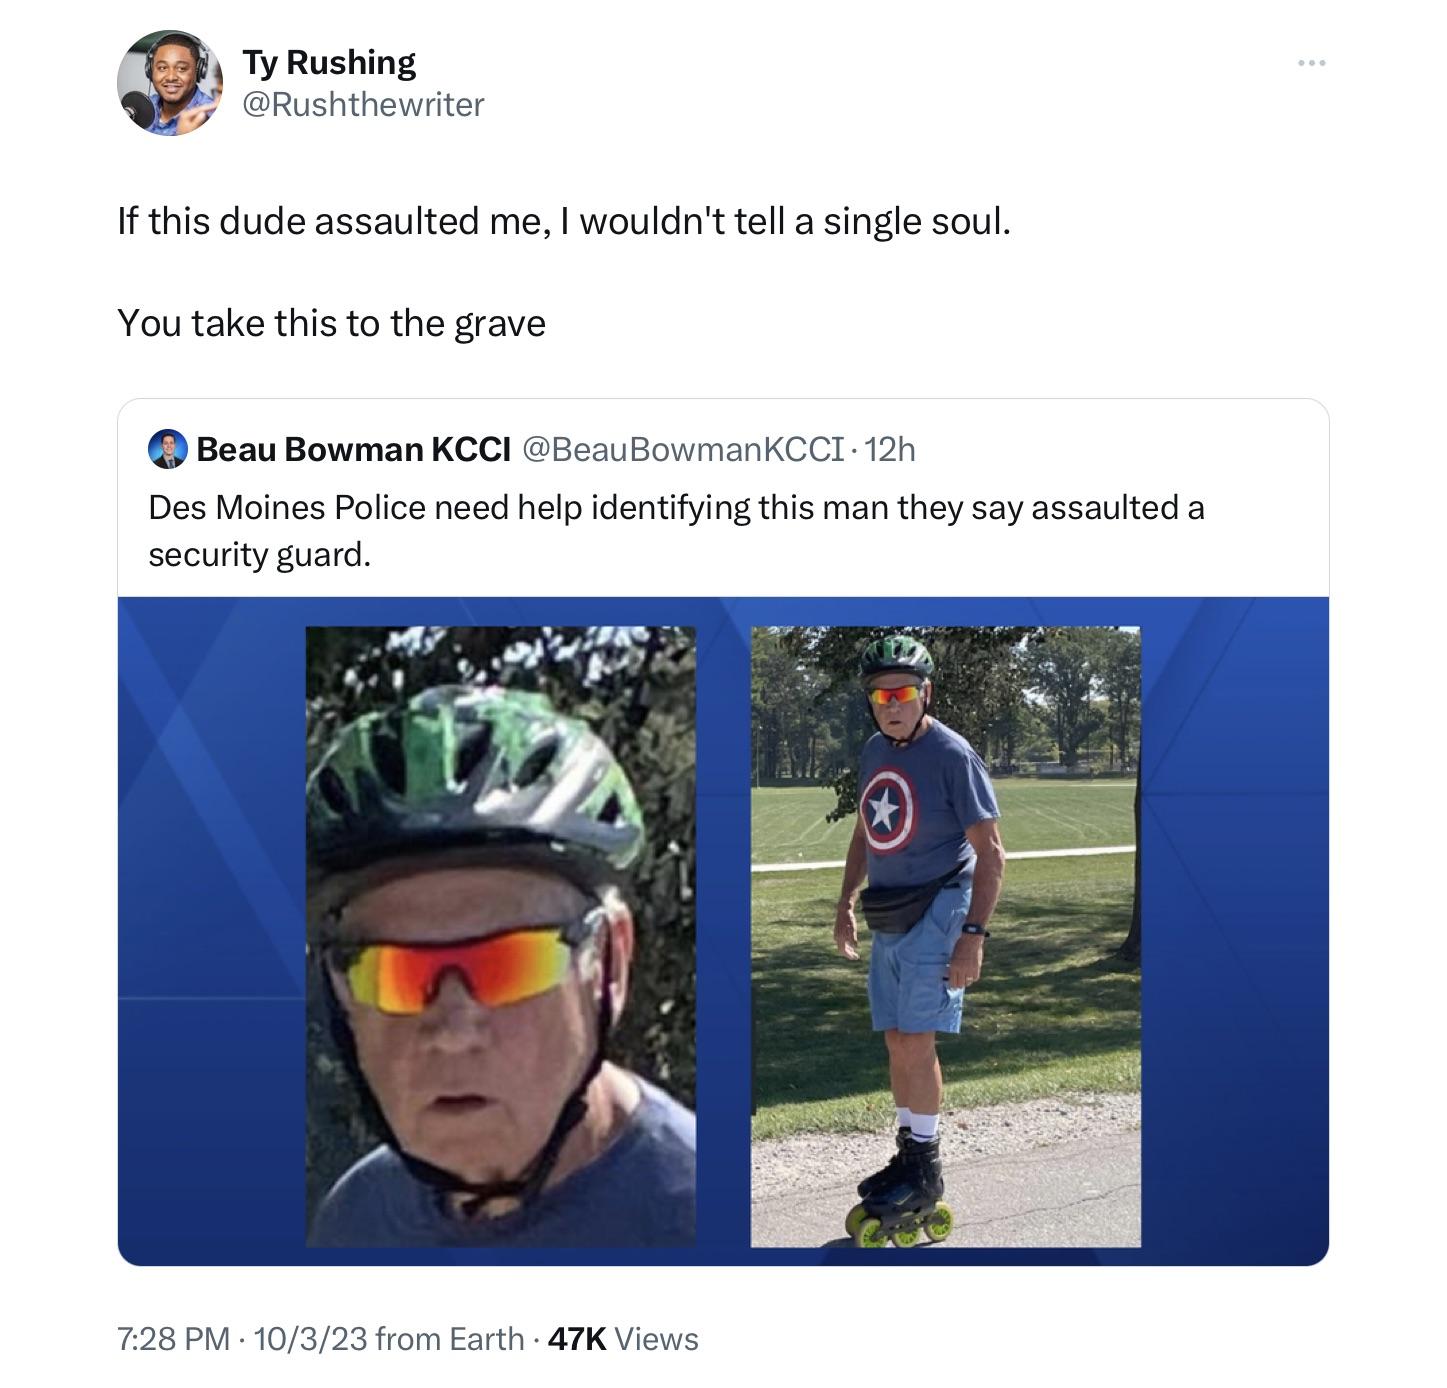 Ty Rushing
@Rushthewriter
If this dude assaulted me, I wouldn't tell a single soul.
You take this to the grave
Beau Bowman KCCI @BeauBowmanKCCI · 12h
Des Moines Police need help identifying this man they say assaulted a
security guard.
7:28 PM · 10/3/23 from Earth · 47K Views